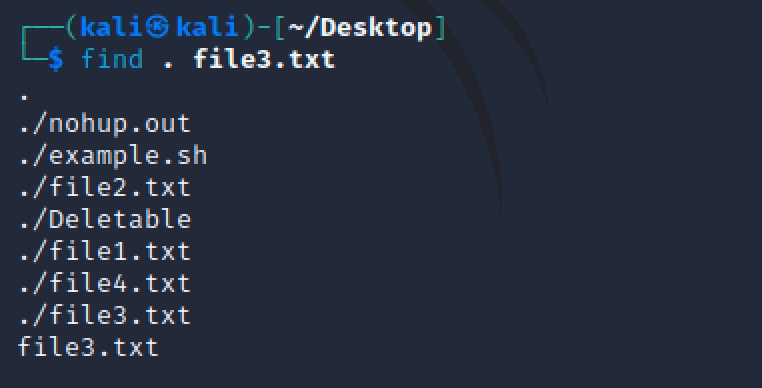 ┌──(kali㉿kali)-[~/Desktop]
└─$ find . file3.txt
.
./nohup.out
./example.sh
./file2.txt
./Deletable
./file1.txt
./file4.txt
./file3.txt
file3.txt